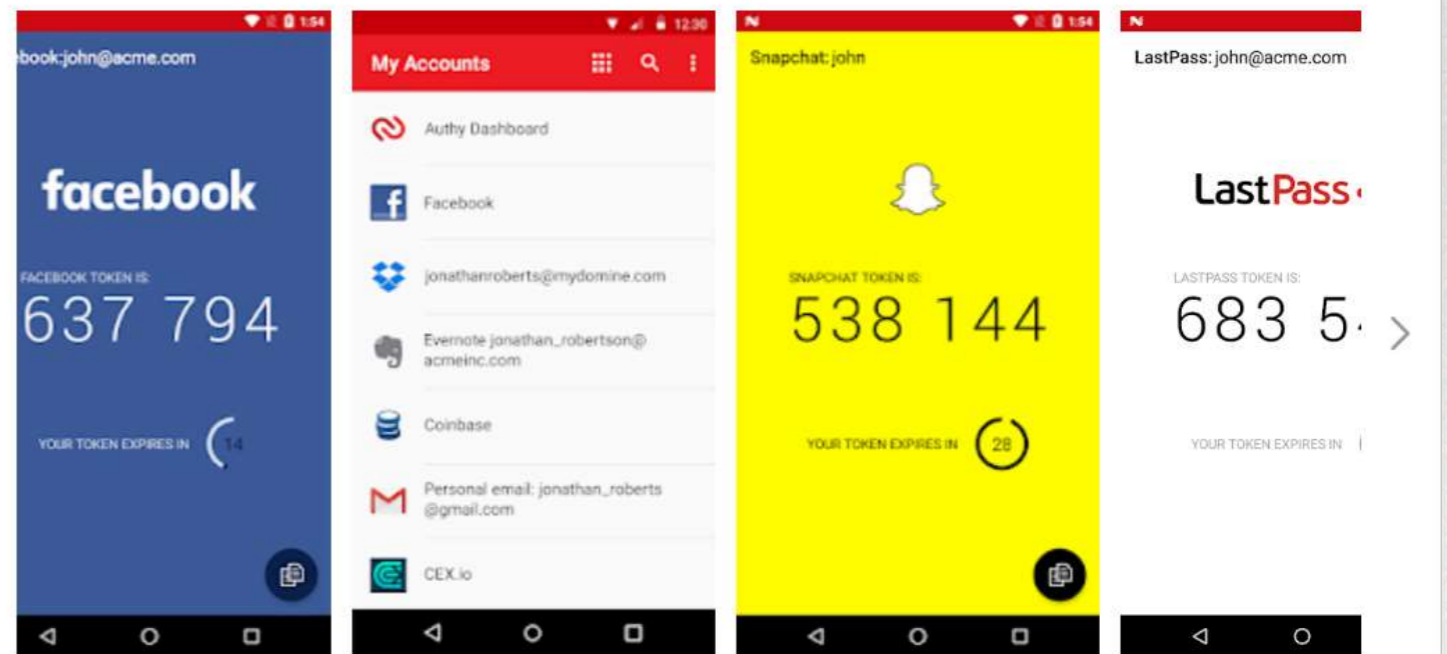 1:54
ebook:john@acme.com
facebook
FACEBOOK TOKEN IS:
637 794
YOUR TOKEN EXPIRES IN 14
12:30
My Accounts
Authy Dashboard
Facebook
jonathanroberts@mydomine.com
Evernote jonathan_robertson@
acmeinc.com
Coinbase
Personal email: jonathan_roberts
@gmail.com
CEX.io
1:54
Snapchat: john
SNAPCHAT TOKEN IS:
538 144
YOUR TOKEN EXPIRES IN 28
LastPass: john@acme.com
LastPass
LASTPASS TOKEN IS:
683 5
YOUR TOKEN EXPIRES IN